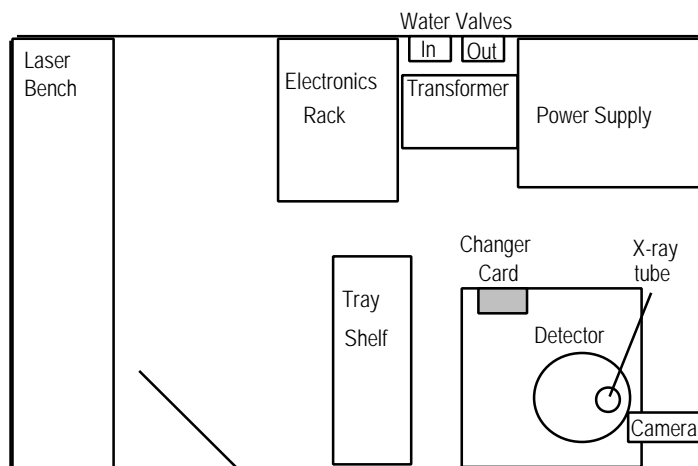 Water Valves
In
Out
Laser
Bench
Electronics
Rack
Transformer
Power Supply
Changer
Card
X-ray
tube
Tray
Shelf
Detector
Camera